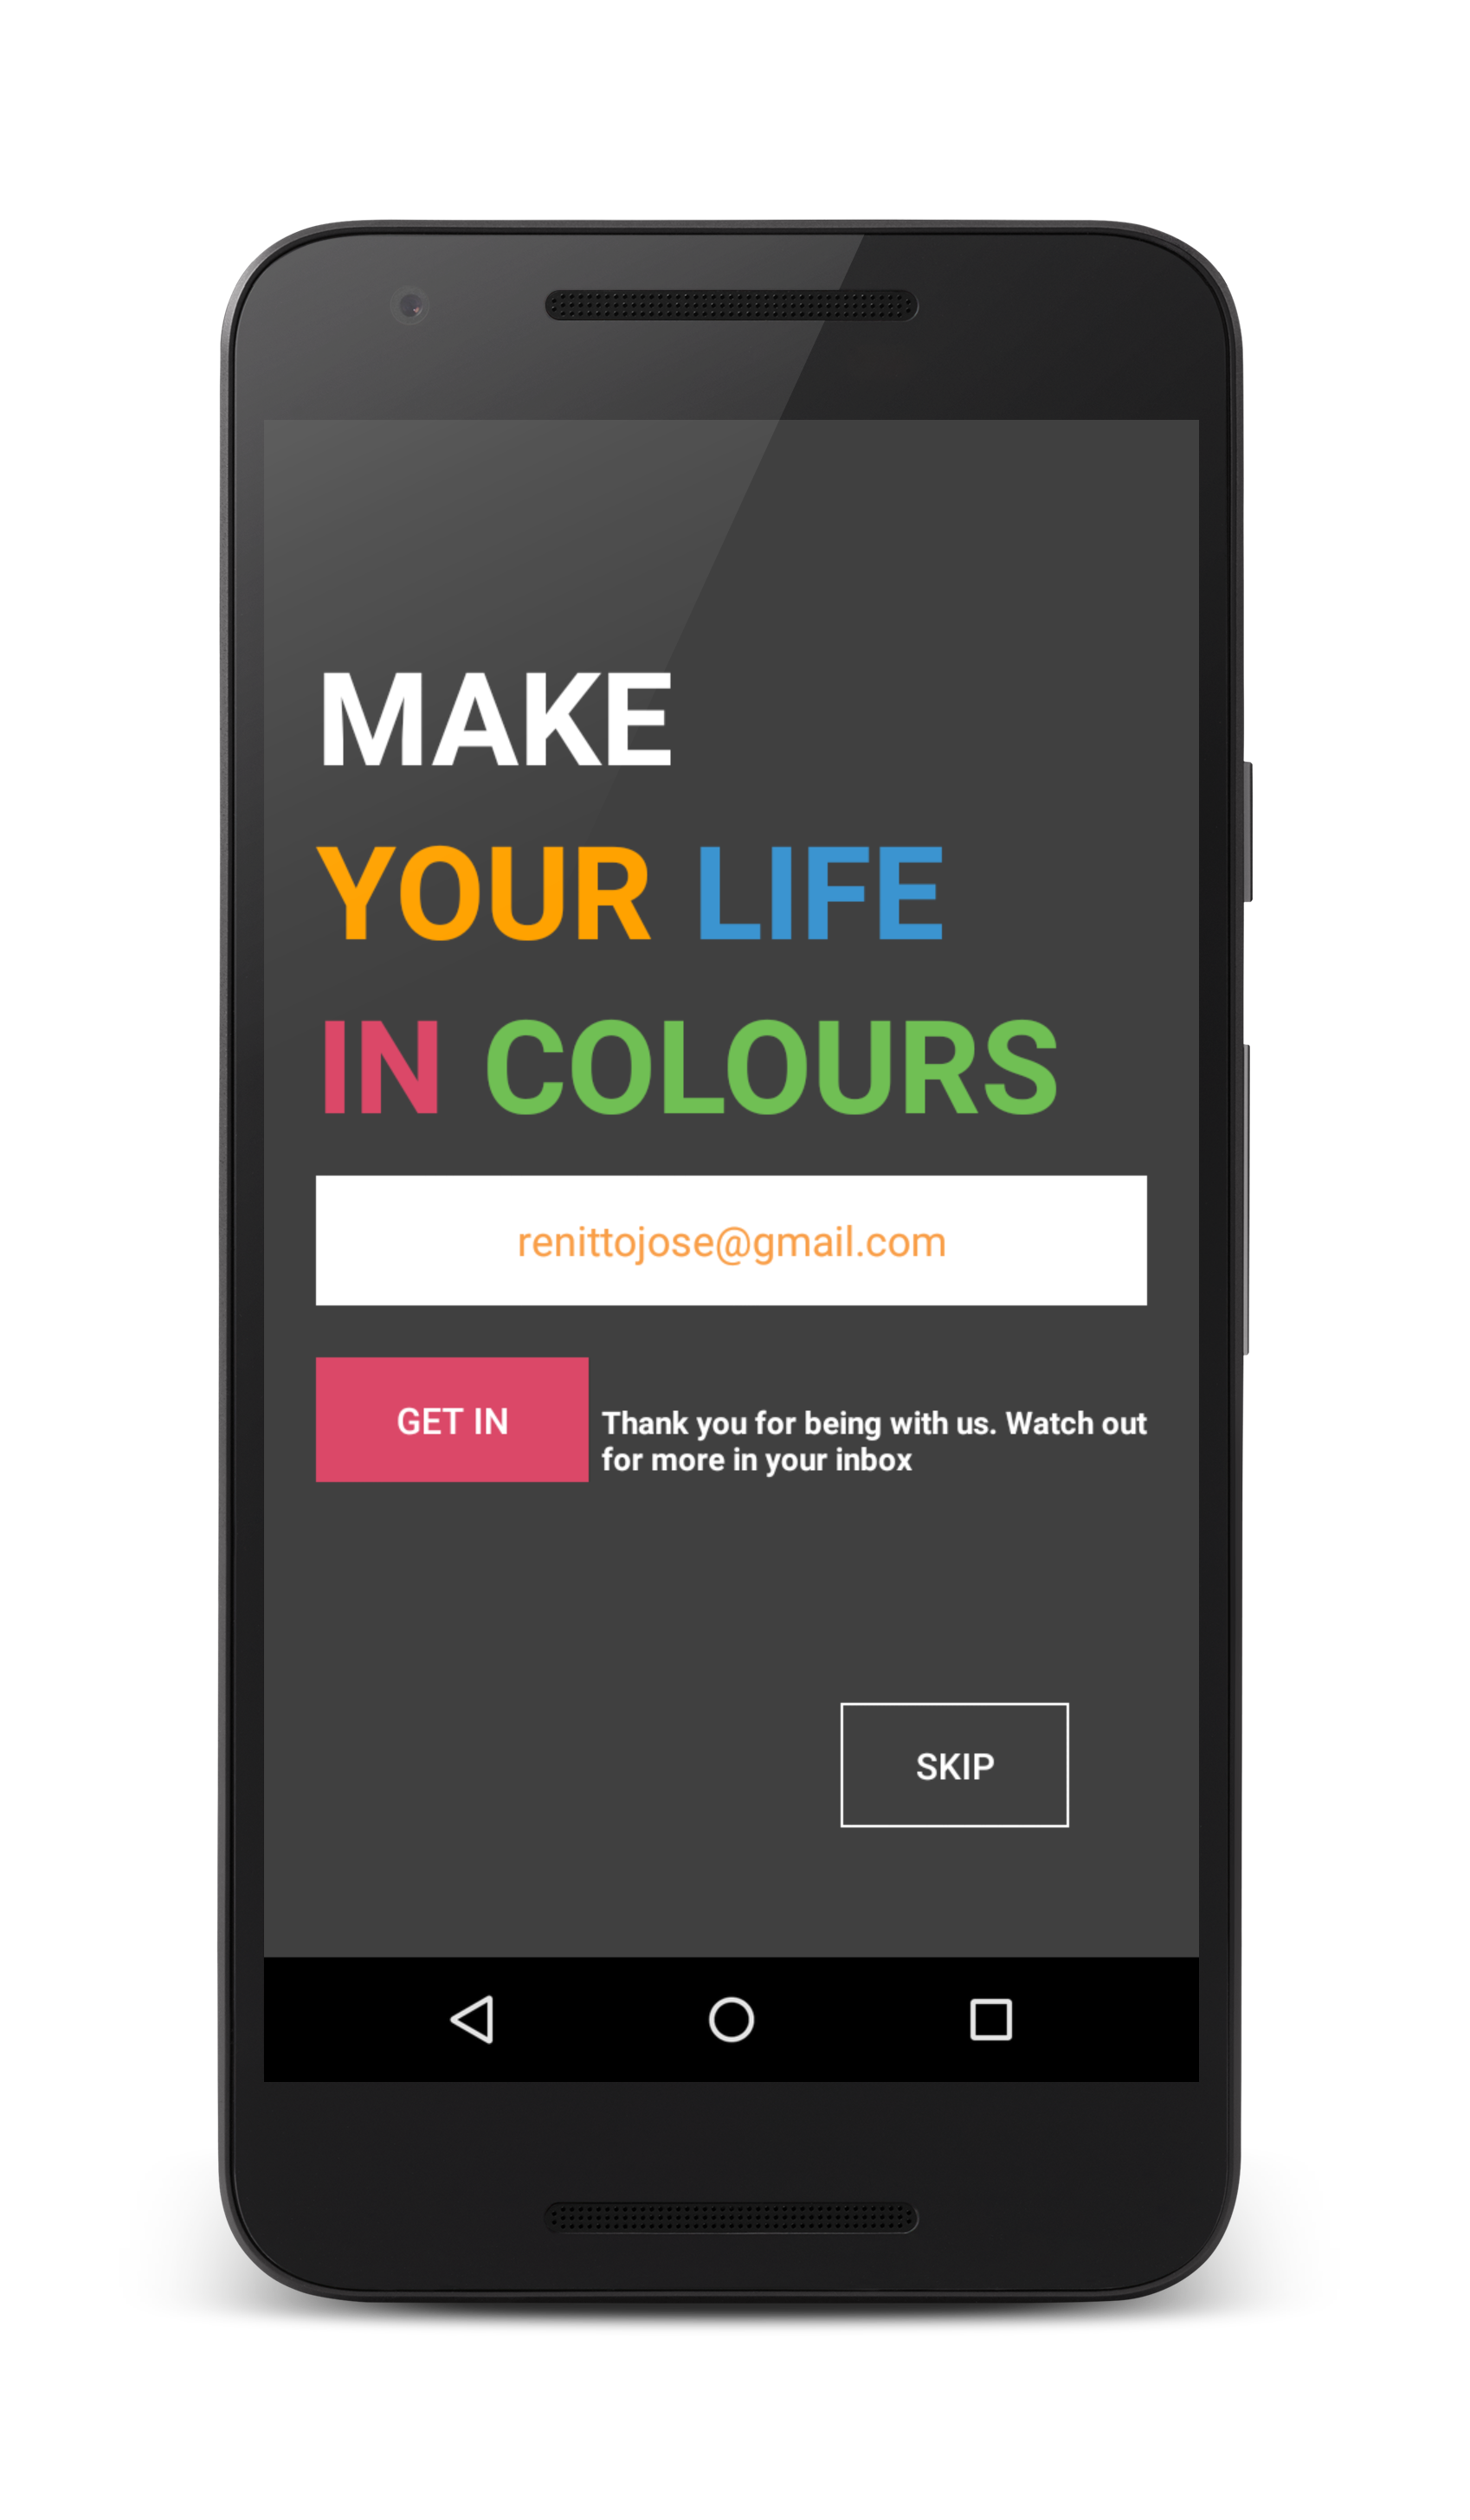 MAKE
YOUR LIFE
IN COLOURS
renittojose@gmail.com
GET IN
Thank you for being with us. Watch out
for more in your inbox
SKIP